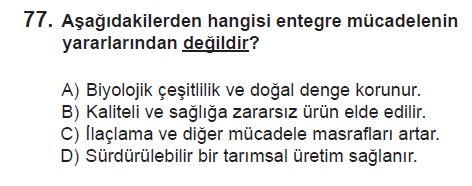 77. Aşağıdakilerden hangisi entegre mücadelenin
yararlarından değildir?
A) Biyolojik çeşitlilik ve doğal denge korunur.
B) Kaliteli ve sağlığa zararsız ürün elde edilir.
C) İlaçlama ve diğer mücadele masrafları artar.
D) Sürdürülebilir bir tarımsal üretim sağlanır.